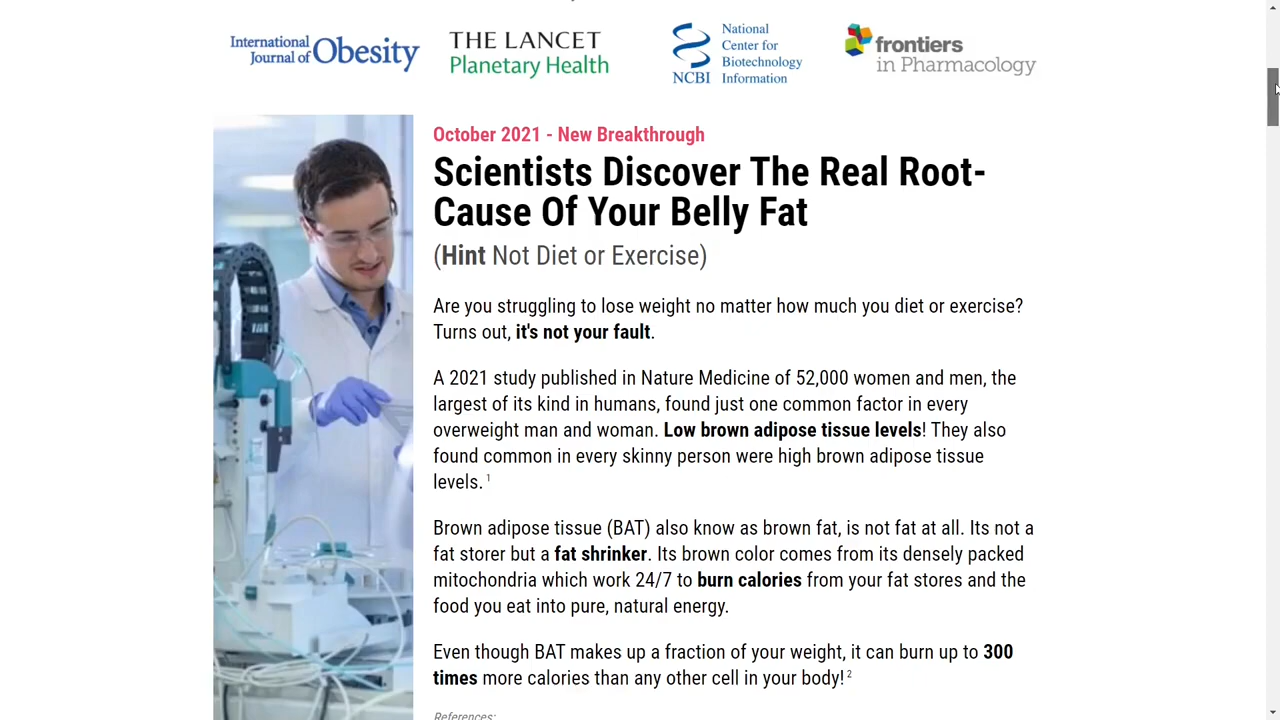 International
Journal of Obesity
THE LANCET
Planetary Health
NCBI
National
Center for
Biotechnology
Information
frontiers
in Pharmacology
October 2021 - New Breakthrough
Scientists Discover The Real Root-
Cause Of Your Belly Fat
(Hint Not Diet or Exercise)
Are you struggling to lose weight no matter how much you diet or exercise?
Turns out, it's not your fault.
A 2021 study published in Nature Medicine of 52,000 women and men, the
largest of its kind in humans, found just one common factor in every
overweight man and woman. Low brown adipose tissue levels! They also
found common in every skinny person were high brown adipose tissue
levels. 1
Brown adipose tissue (BAT) also know as brown fat, is not fat at all. Its not a
fat storer but a fat shrinker. Its brown color comes from its densely packed
mitochondria which work 24/7 to burn calories from your fat stores and the
food you eat into pure, natural energy.
Even though BAT makes up a fraction of your weight, it can burn up to 300
times more calories than any other cell in your body! 2
References: